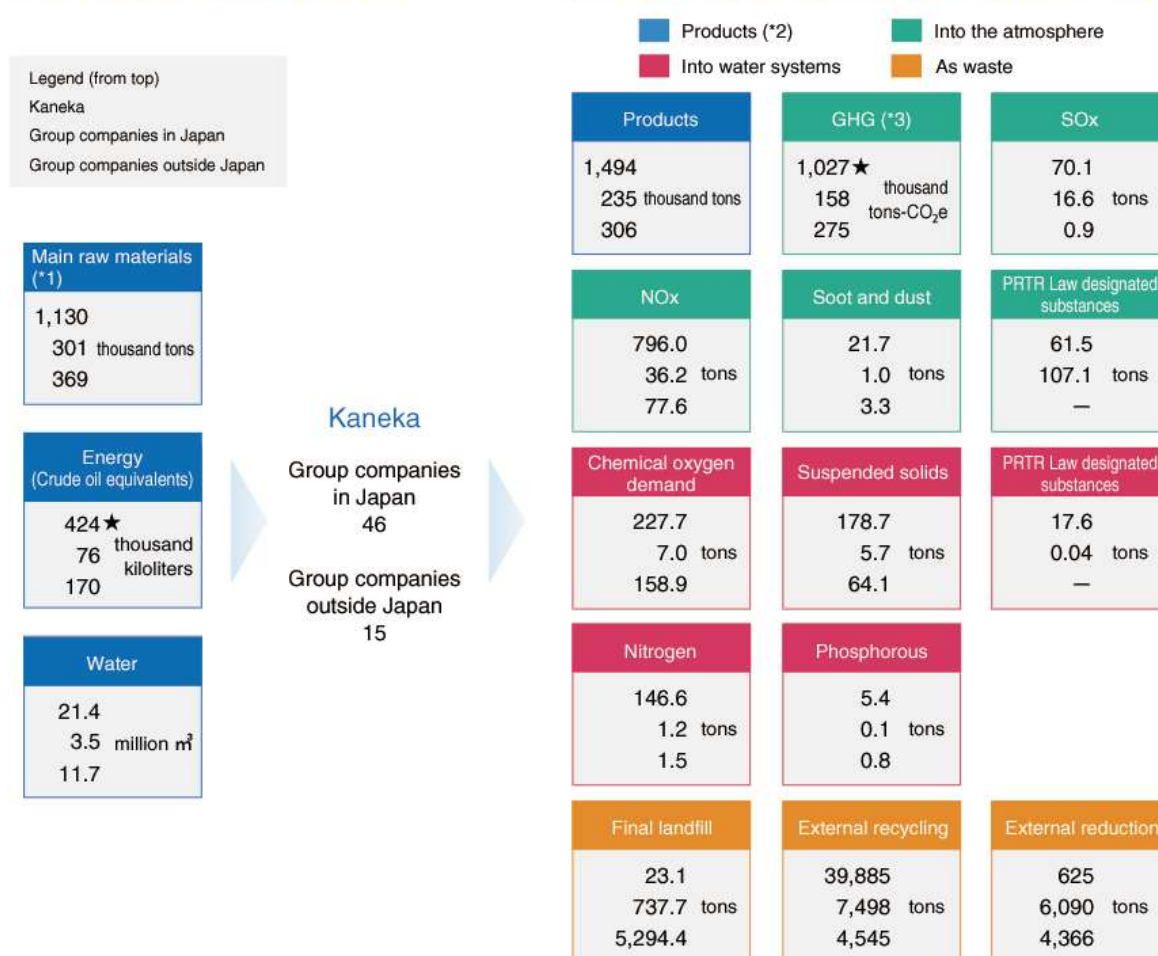 Products (*2)
Into the atmosphere
Into water systems
As waste
Legend (from top)
Kaneka
Group companies in Japan
Group companies outside Japan
Main raw materials
(*1)
1,130
301 thousand tons
369
Energy
(Crude oil equivalents)
424★
76 thousand
kiloliters
170
Water
21.4
3.5 million m³
11.7
Kaneka
Group companies
in Japan
46
Group companies
outside Japan
15
Products
1,494
235 thousand tons
306
GHG (*3)
1,027★
158 thousand
tons-CO₂e
275
SOx
70.1
16.6 tons
0.9
NOx
796.0
36.2 tons
77.6
Soot and dust
21.7
1.0 tons
3.3
PRTR Law designated
substances
61.5
107.1 tons
—
Chemical oxygen
demand
227.7
7.0 tons
158.9
Suspended solids
178.7
5.7 tons
64.1
PRTR Law designated
substances
17.6
0.04 tons
—
Nitrogen
146.6
1.2 tons
1.5
Phosphorous
5.4
0.1 tons
0.8
Final landfill
23.1
737.7 tons
5,294.4
External recycling
39,885
7,498 tons
4,545
External reduction
625
6,090 tons
4,366